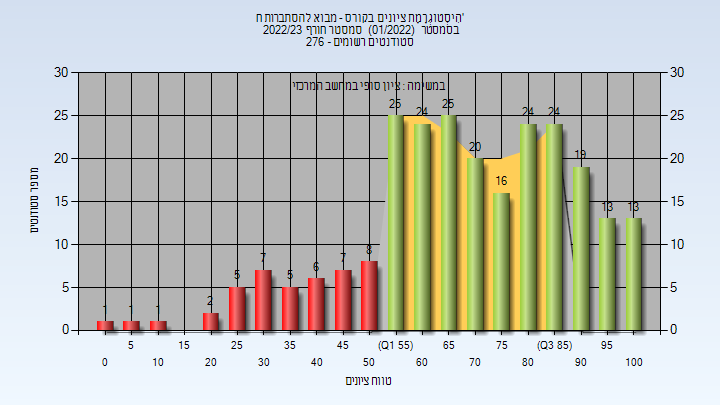 היסטוגרמת ציונים בקורס - מבוא להסתברות ח'
בסמסטר (01/2022) סמסטר חורף 2022/23
סטודנטים רשומים - 276
במשימה : ציון סופי במחשב המרכזי
30 30
25 25
20 20
15 15
10 10
5 5
0 0
1 1 1 2 5 7 5 6 7 8 25 24 25 20 16 24 24 19 13 13
מספר סטודנטים
5 15 25 35 45 (Q1 55) 65 75 (Q3 85) 95
0 10 20 30 40 50 60 70 80 90 100
טווח ציונים